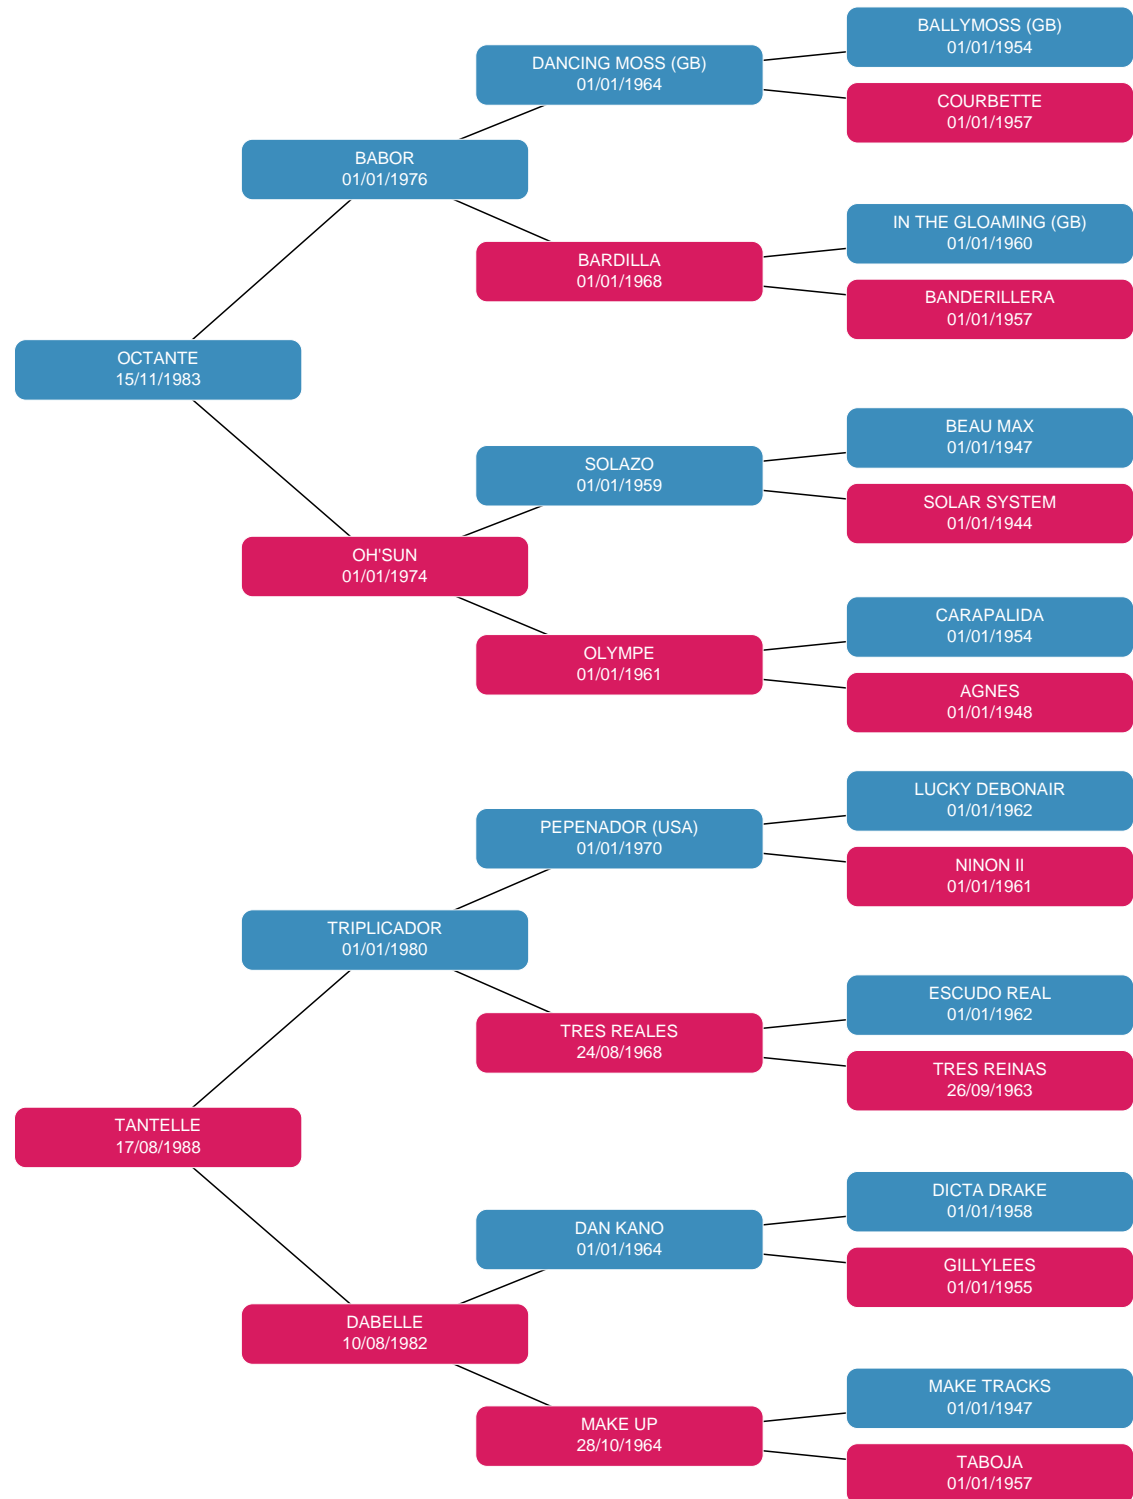 BALLYMOSS (GB)
01/01/1954
DANCING MOSS (GB)
01/01/1964
COURBETTE
01/01/1957
BABOR
01/01/1976
IN THE GLOAMING (GB)
01/01/1960
BARDILLA
01/01/1968
BANDERILLERA
01/01/1957
OCTANTE
15/11/1983
BEAU MAX
01/01/1947
SOLAZO
01/01/1959
SOLAR SYSTEM
01/01/1944
OH'SUN
01/01/1974
CARAPALIDA
01/01/1954
OLYMPE
01/01/1961
AGNES
01/01/1948
LUCKY DEBONAIR
01/01/1962
PEPENADOR (USA)
01/01/1970
NINON II
01/01/1961
TRIPLICADOR
01/01/1980
ESCUDO REAL
01/01/1962
TRES REALES
24/08/1968
TRES REINAS
26/09/1963
TANTELLE
17/08/1988
DICTA DRAKE
01/01/1958
DAN KANO
01/01/1964
GILLYLEES
01/01/1955
DABELLE
10/08/1982
MAKE TRACKS
01/01/1947
MAKE UP
28/10/1964
TABOJA
01/01/1957